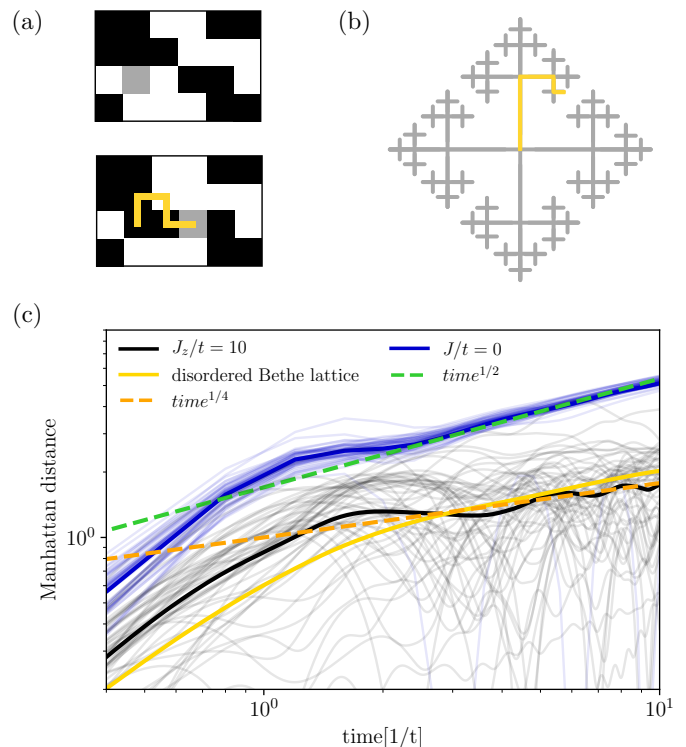 (a)
(b)
(c)
J_z/t = 10
J/t = 0
disordered Bethe lattice
time^{1/2}
time^{1/4}
Manhattan distance
10^0
10^0
10^1
time[1/t]